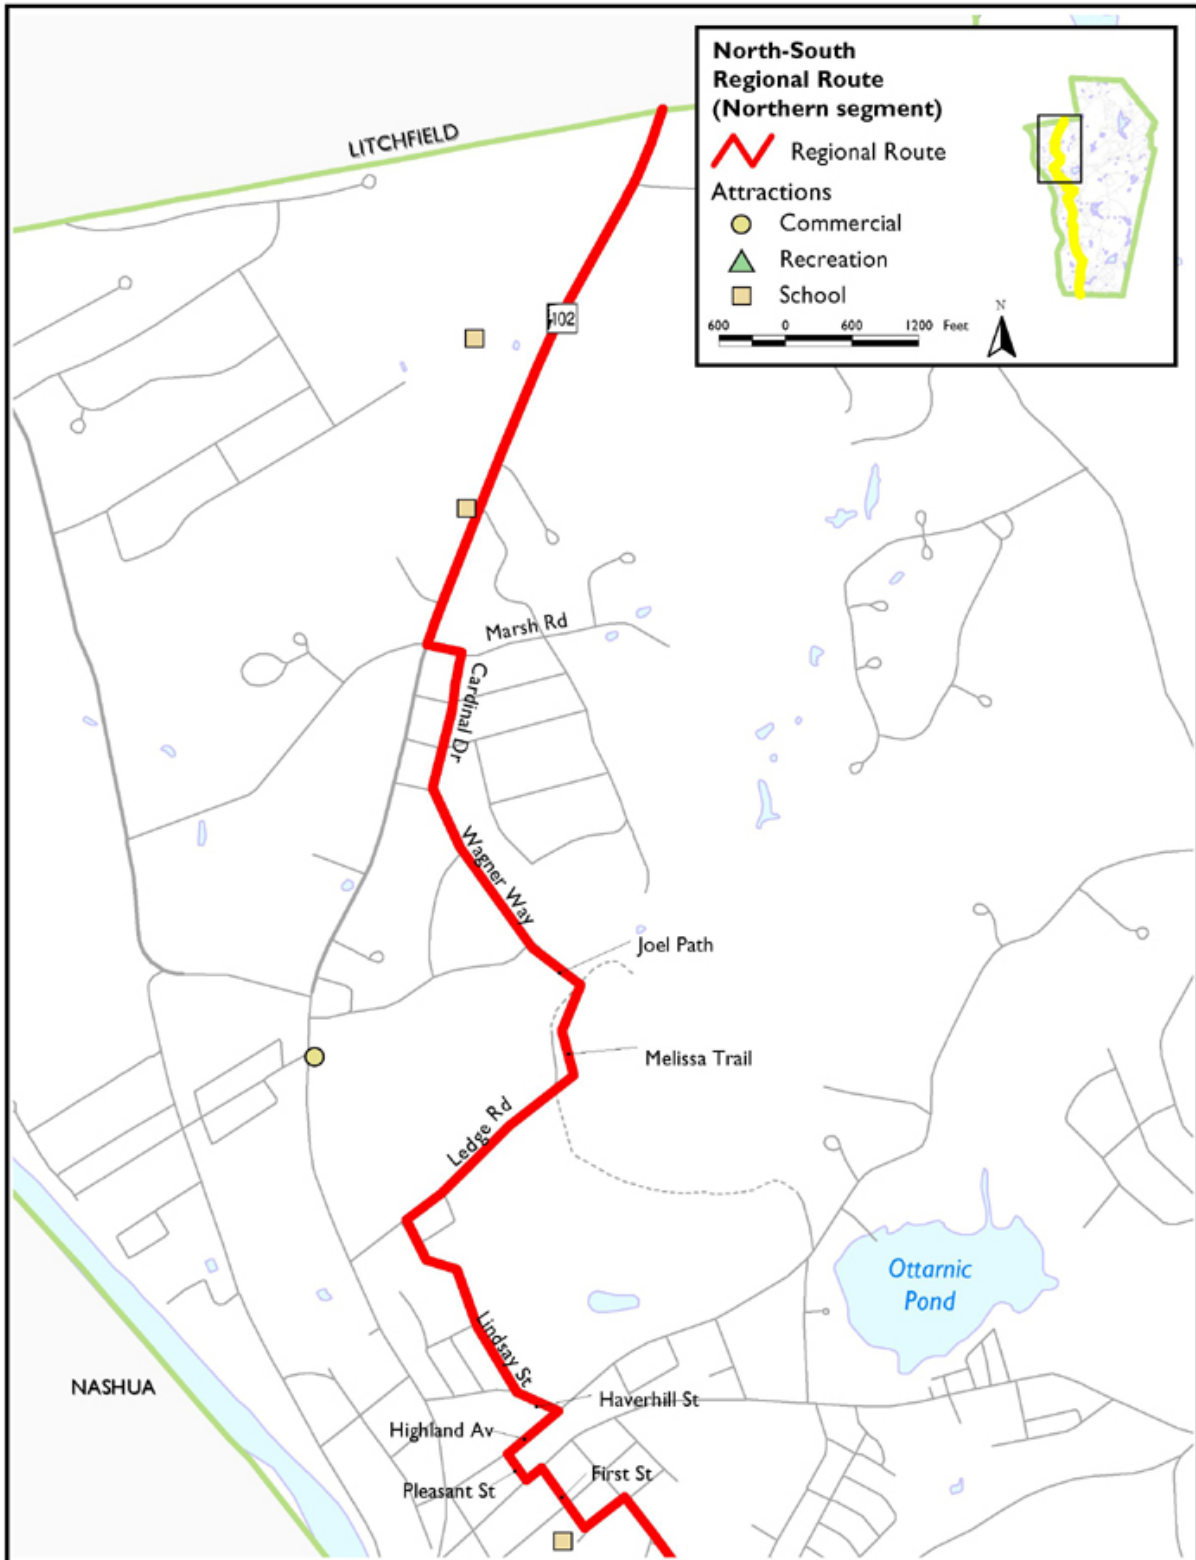 North-South
Regional Route
(Northern segment)
Regional Route
Attractions
Commercial
Recreation
School
600 0 600 1200 Feet
N
LITCHFIELD
102
Marsh Rd
Cardinal Dr
Wagner Way
Joel Path
Melissa Trail
Ledge Rd
Ottarnic
Pond
Lindsay St
NASHUA
Haverhill St
Highland Av
First St
Pleasant St